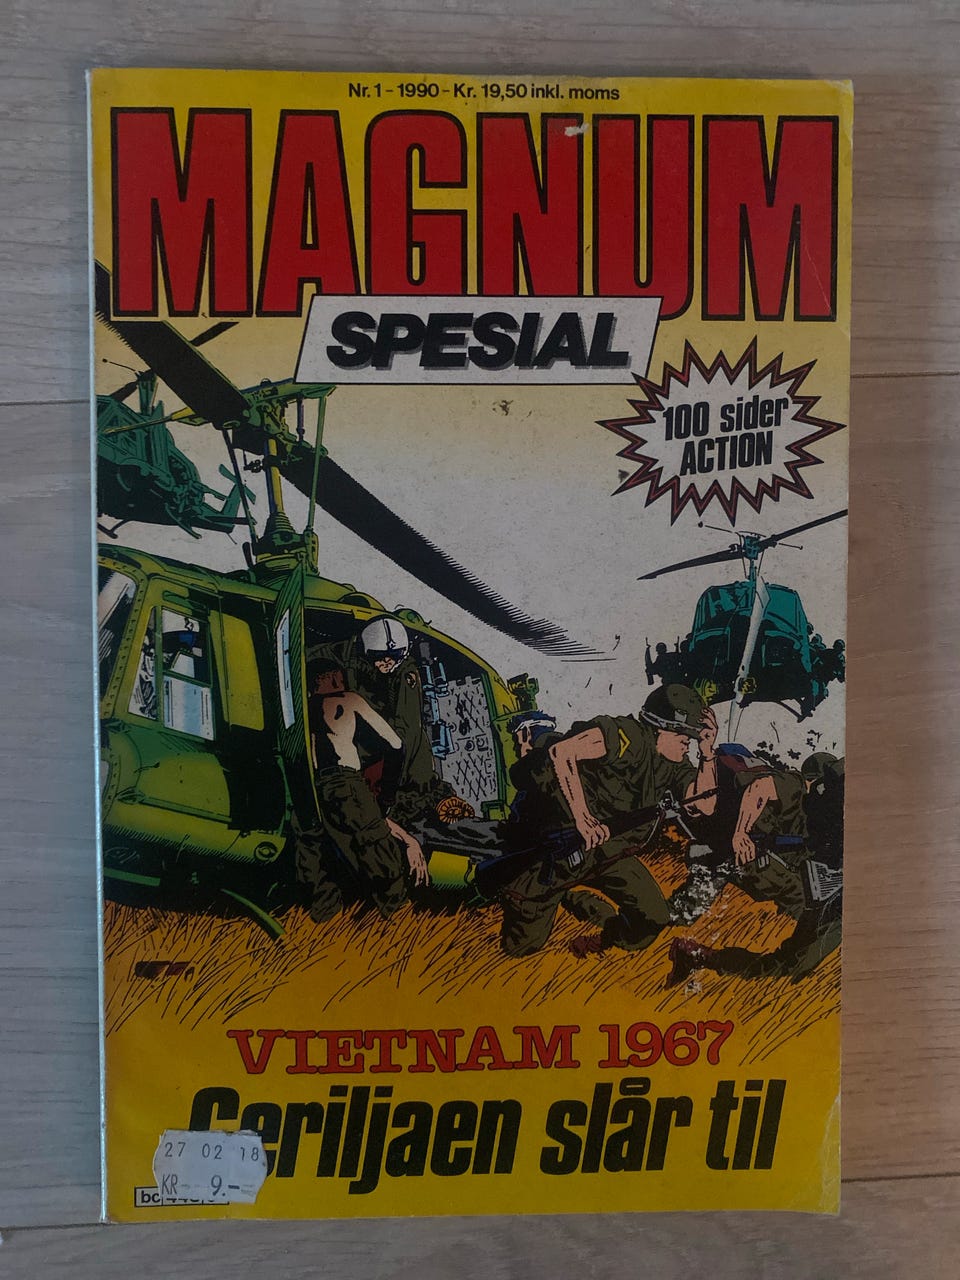 Nr. 1 – 1990 – Kr. 19,50 inkl. moms
MAGNUM
SPESIAL
100 sider
ACTION
VIETNAM 1967
Geriljaen slår til
27 02 18
KR 9.-
bc